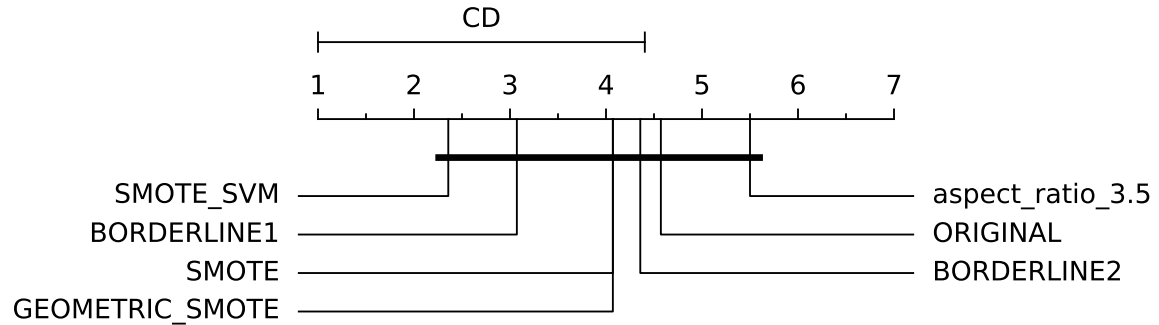 CD
1 2 3 4 5 6 7
SMOTE_SVM aspect_ratio_3.5
BORDERLINE1 ORIGINAL
SMOTE BORDERLINE2
GEOMETRIC_SMOTE